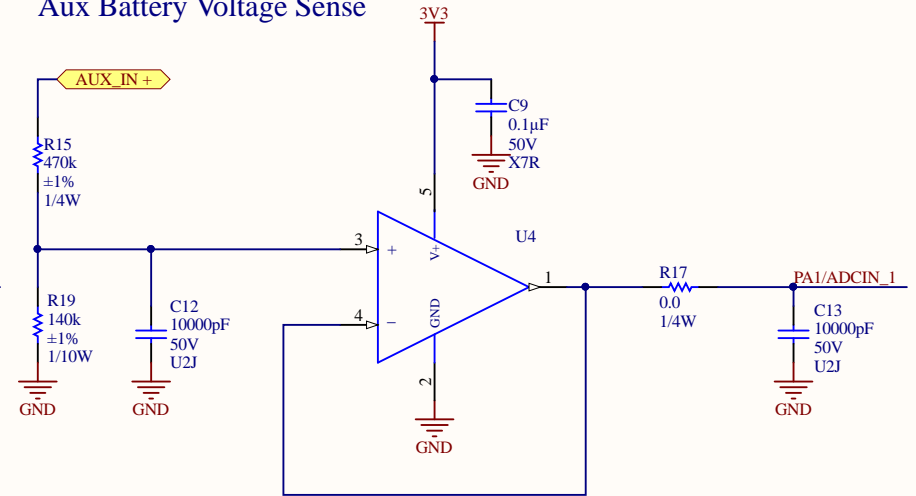 Aux Battery Voltage Sense
3V3
AUX_IN +
C9
0.1µF
50V
X7R
GND
R15
470k
±1%
1/4W
5
3
+
V+
U4
1
R17
0.0
1/4W
PA1/ADCIN_1
R19
140k
±1%
1/10W
GND
C12
10000pF
50V
U2J
GND
4
−
GND
2
GND
C13
10000pF
50V
U2J
GND